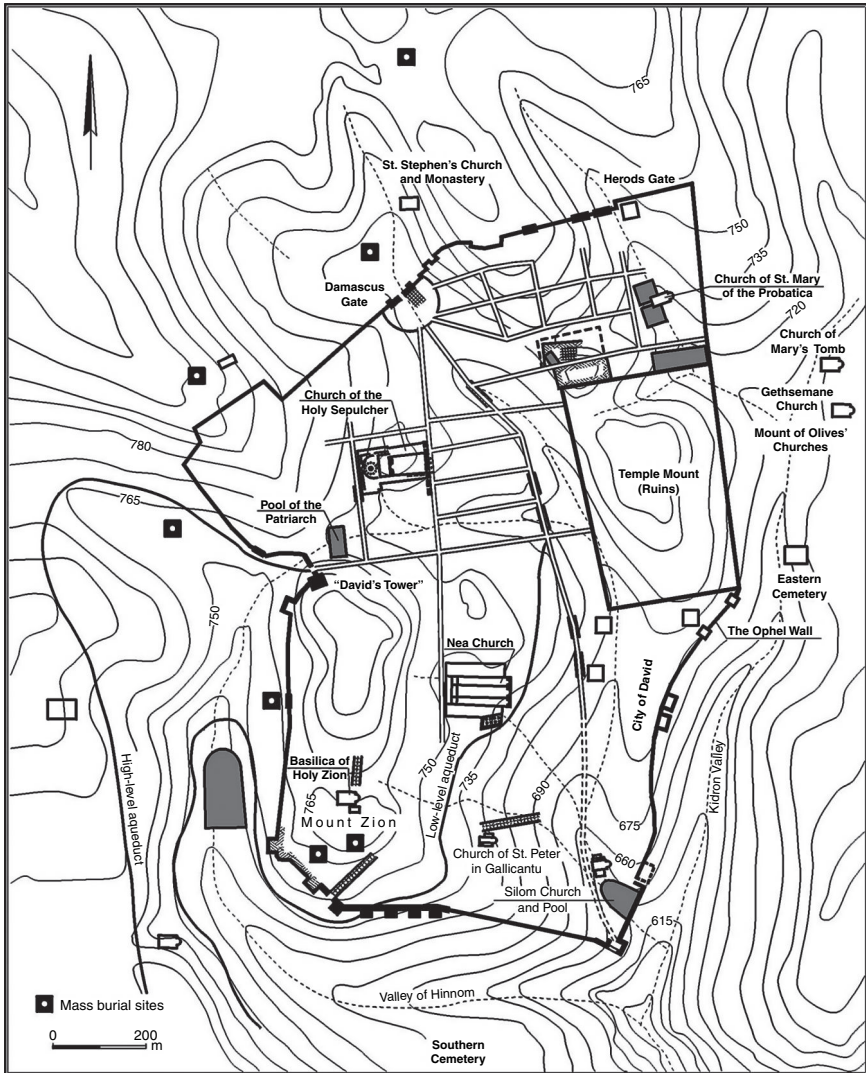 765
St. Stephen's Church
and Monastery
Herods Gate
750
735
Damascus
Gate
Church of St. Mary
of the Probatica
720
Church of
Mary's Tomb
Church of the
Holy Sepulcher
Gethsemane
Church
780
Mount of Olives'
Churches
Temple Mount
(Ruins)
765
Pool of the
Patriarch
"David's Tower"
Eastern
Cemetery
750
Nea Church
The Ophel Wall
City of David
High-level aqueduct
Basilica of
Holy Zion
750
Low-level aqueduct
735
690
Kidron Valley
765
Mount Zion
675
Church of St. Peter
in Gallicantu
660
Silom Church
and Pool
615
Mass burial sites
Valley of Hinnom
0 200
m
Southern
Cemetery